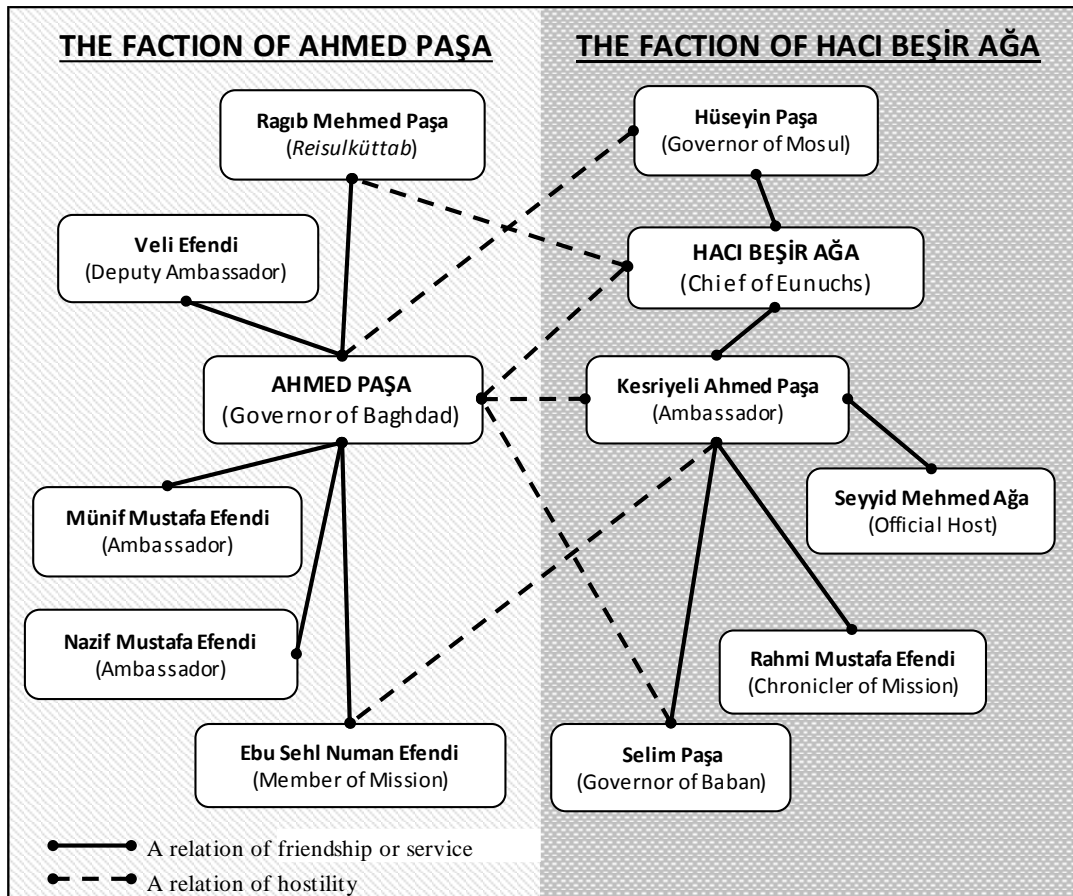 THE FACTION OF AHMED PAŞA
Ragıb Mehmed Paşa
(Reisulküttab)
Veli Efendi
(Deputy Ambassador)
AHMED PAŞA
(Governor of Baghdad)
Münif Mustafa Efendi
(Ambassador)
Nazif Mustafa Efendi
(Ambassador)
Ebu Sehl Numan Efendi
(Member of Mission)
THE FACTION OF HACI BEŞİR AĞA
Hüseyin Paşa
(Governor of Mosul)
HACI BEŞİR AĞA
(Chief of Eunuchs)
Kesriyeli Ahmed Paşa
(Ambassador)
Seyyid Mehmed Ağa
(Official Host)
Rahmi Mustafa Efendi
(Chronicler of Mission)
Selim Paşa
(Governor of Baban)
A relation of friendship or service
A relation of hostility